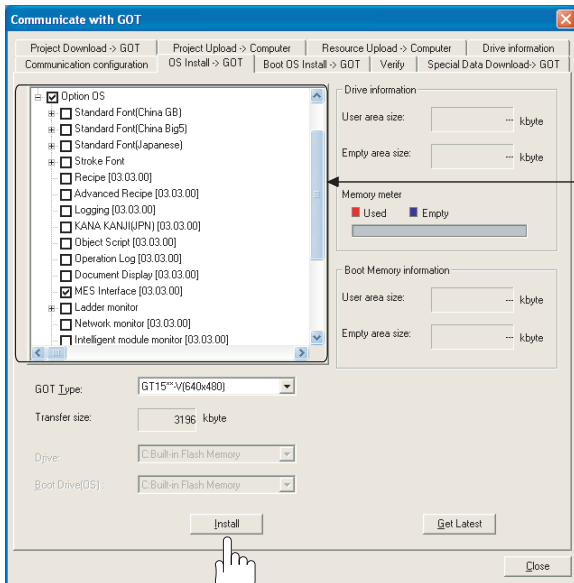 Communicate with GOT
Project Download -> GOT
Project Upload -> Computer
Resource Upload -> Computer
Drive information
Communication configuration
OS Install -> GOT
Boot OS Install -> GOT
Verify
Special Data Download-> GOT
Option OS
Standard Font(China GB)
Standard Font(China Big5)
Standard Font(Japanese)
Stroke Font
Recipe [03.03.00]
Advanced Recipe [03.03.00]
Logging [03.03.00]
KANA KANJI(JPN) [03.03.00]
Object Script [03.03.00]
Operation Log [03.03.00]
Document Display [03.03.00]
MES Interface [03.03.00]
Ladder monitor
Network monitor [03.03.00]
Intelligent module monitor [03.03.00]
Drive information
User area size: --- kbyte
Empty area size: --- kbyte
Memory meter
Used Empty
Boot Memory information
User area size: --- kbyte
Empty area size: --- kbyte
GOT Type: GT15**-V(640x480)
Transfer size: 3196 kbyte
Drive: C:Built-in Flash Memory
Boot Drive(OS) : C:Built-in Flash Memory
Install
Get Latest
Close